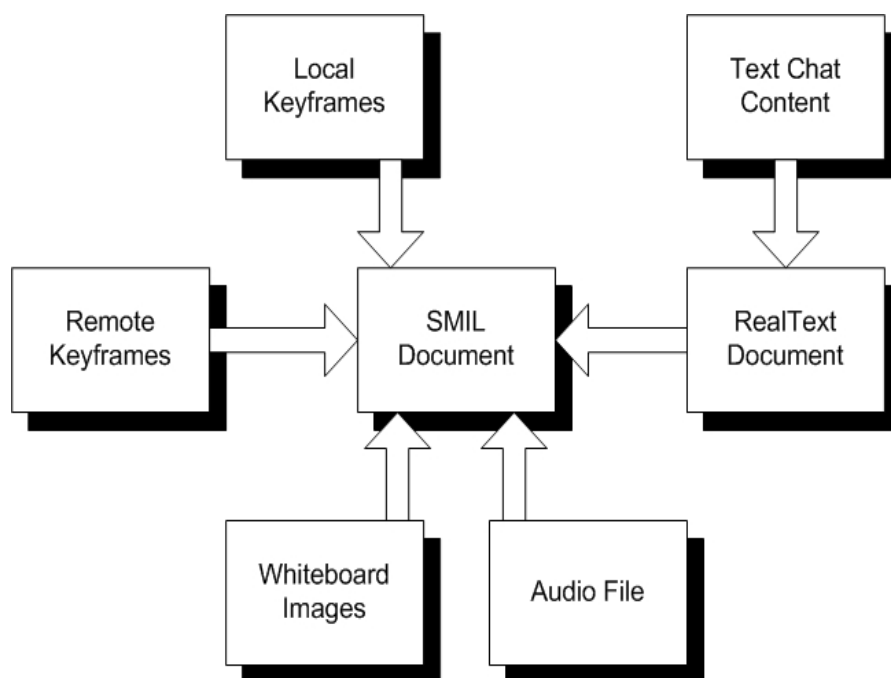 Local
Keyframes
Text Chat
Content
Remote
Keyframes
SMIL
Document
RealText
Document
Whiteboard
Images
Audio File